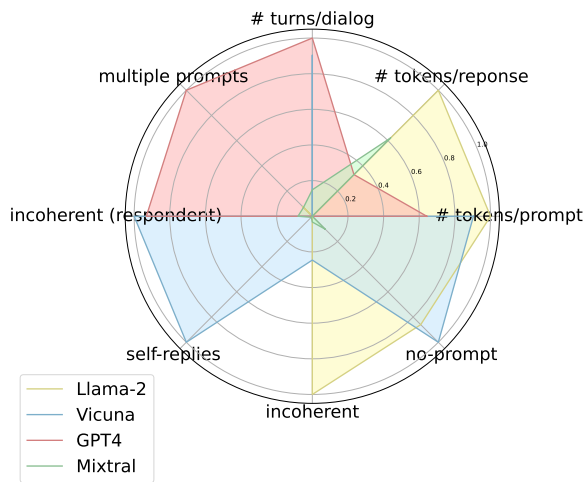 # turns/dialog
multiple prompts
# tokens/reponse
1.0
0.8
0.6
0.4
0.2
incoherent (respondent)
# tokens/prompt
self-replies
no-prompt
incoherent
Llama-2
Vicuna
GPT4
Mixtral